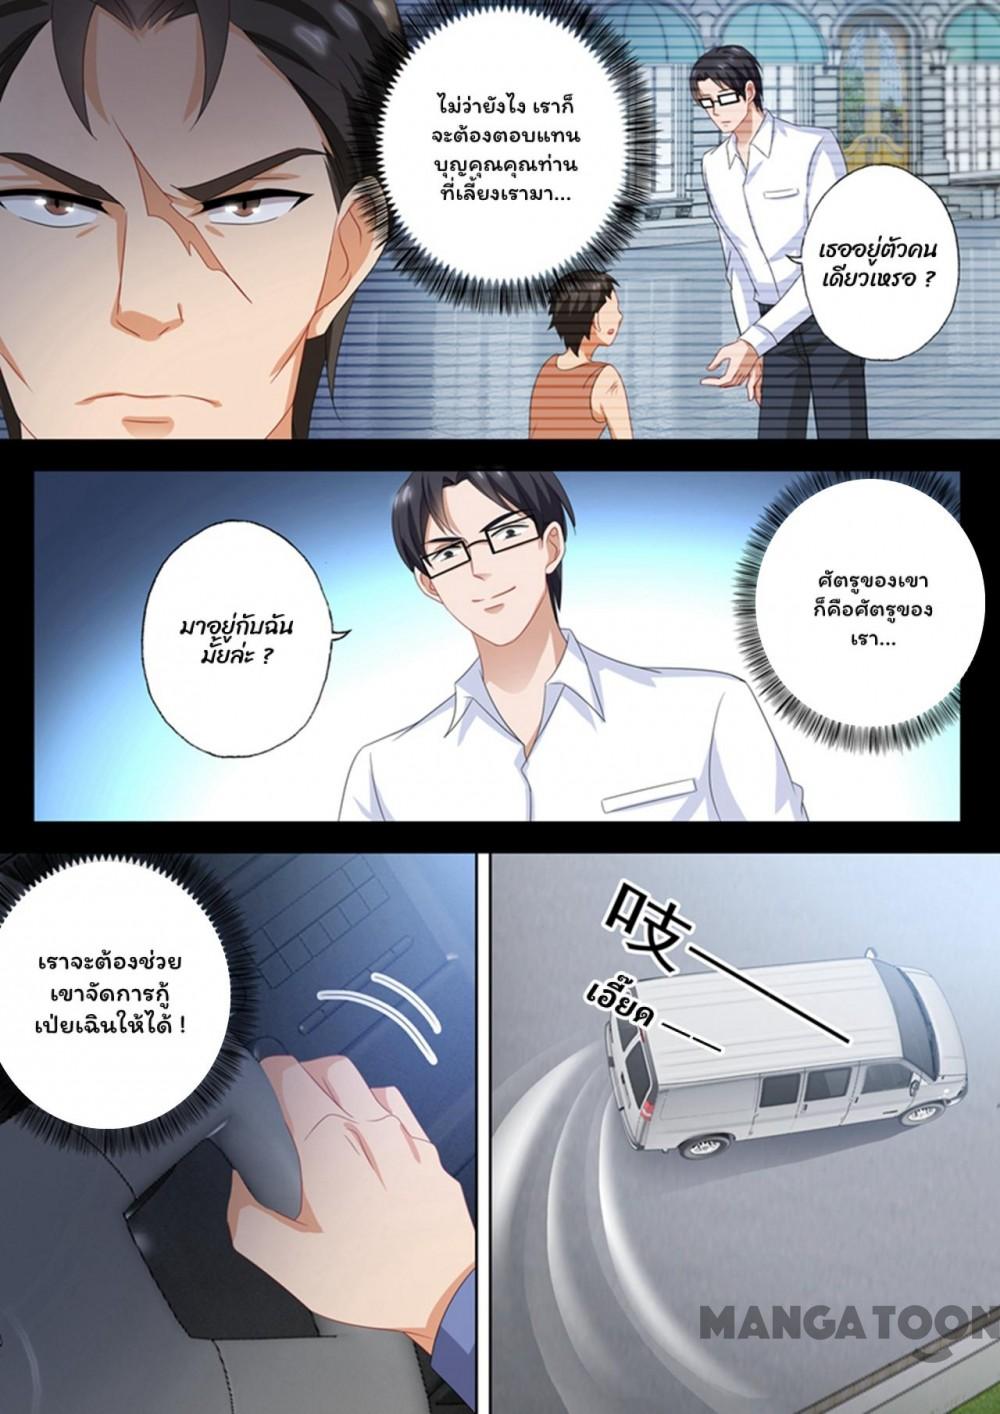 ไม่ว่ายังไง เราก็
จะต้องตอบแทน
บุญคุณคุณท่าน
ที่เลี้ยงเรามา...
เธออยู่ตัวคน
เดียวเหรอ ?
มาอยู่กับฉัน
มั้ยล่ะ ?
ศัตรูของเขา
ก็คือศัตรูของ
เรา...
เราจะต้องช่วย
เขาจัดการกู้
เป่ยเฉินให้ได้ !
吱——
เอี๊ยด ——
MANGATOON